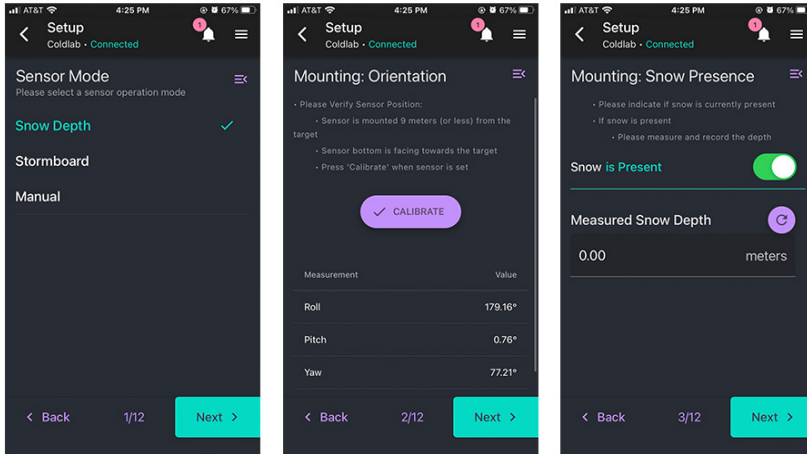 AT&T 4:25 PM 67%
Setup
Coldlab • Connected
1
Sensor Mode
Please select a sensor operation mode
Snow Depth
Stormboard
Manual
< Back 1/12 Next >
AT&T 4:25 PM 67%
Setup
Coldlab • Connected
1
Mounting: Orientation
• Please Verify Sensor Position:
• Sensor is mounted 9 meters (or less) from the
target
• Sensor bottom is facing towards the target
• Press 'Calibrate' when sensor is set
CALIBRATE
Measurement Value
Roll 179.16°
Pitch 0.76°
Yaw 77.21°
< Back 2/12 Next >
AT&T 4:25 PM 67%
Setup
Coldlab • Connected
1
Mounting: Snow Presence
• Please indicate if snow is currently present
• If snow is present
• Please measure and record the depth
Snow is Present
Measured Snow Depth
0.00 meters
< Back 3/12 Next >